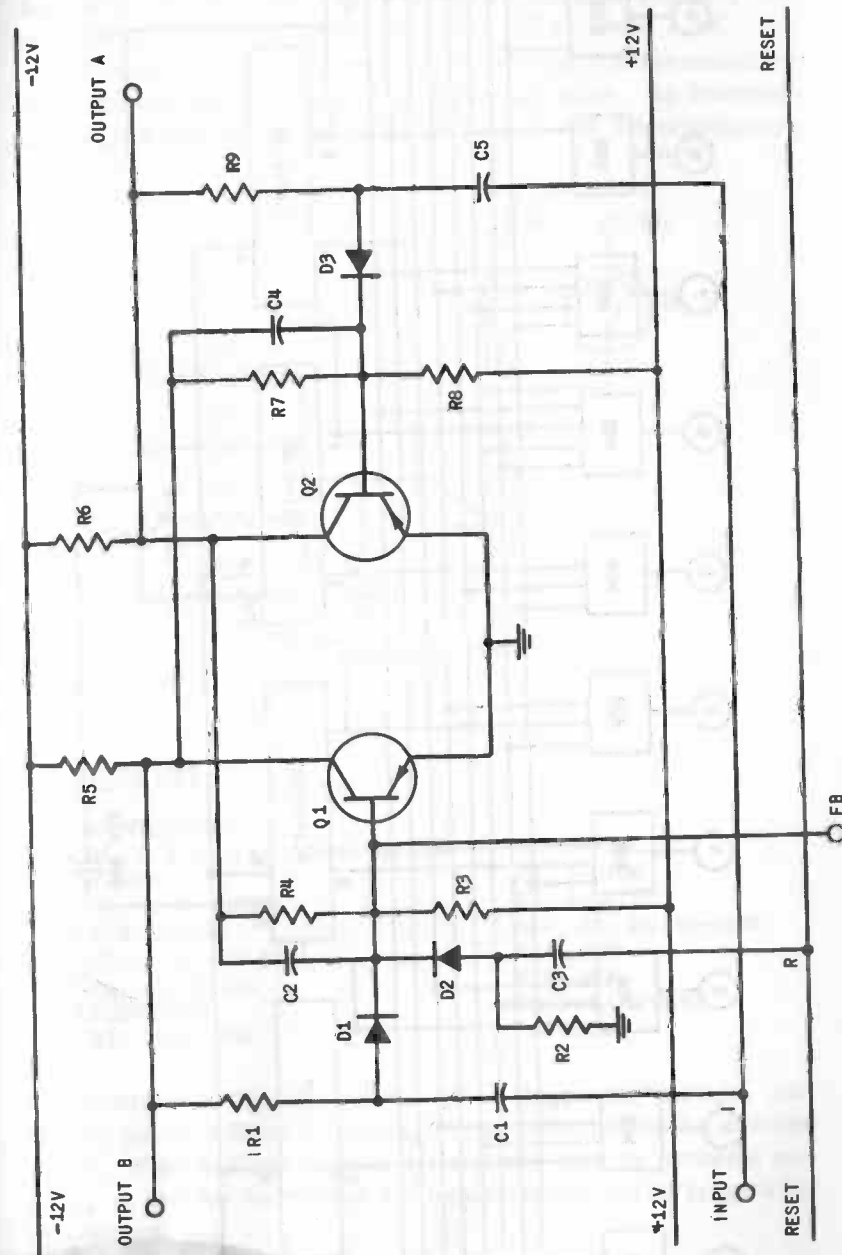 -12V
-12V
OUTPUT A
OUTPUT B
R5
R6
R9
C4
D3
C5
R7
R8
Q2
Q1
R4
R3
C2
D2
D1
C3
R2
R1
C1
+12V
+12V
INPUT
I
R
RESET
RESET
FB